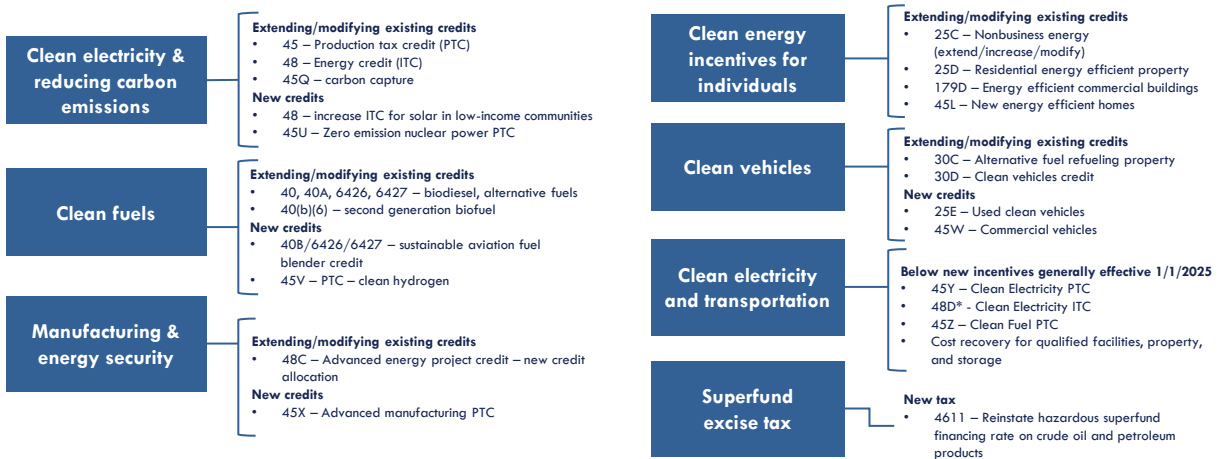 Clean electricity &
reducing carbon
emissions
Extending/modifying existing credits
• 45 – Production tax credit (PTC)
• 48 – Energy credit (ITC)
• 45Q – carbon capture
New credits
• 48 – increase ITC for solar in low-income communities
• 45U – Zero emission nuclear power PTC
Clean fuels
Extending/modifying existing credits
• 40, 40A, 6426, 6427 – biodiesel, alternative fuels
• 40(b)(6) – second generation biofuel
New credits
• 40B/6426/6427 – sustainable aviation fuel
blender credit
• 45V – PTC – clean hydrogen
Manufacturing &
energy security
Extending/modifying existing credits
• 48C – Advanced energy project credit – new credit
allocation
New credits
• 45X – Advanced manufacturing PTC
Clean energy
incentives for
individuals
Extending/modifying existing credits
• 25C – Nonbusiness energy
(extend/increase/modify)
• 25D – Residential energy efficient property
• 179D – Energy efficient commercial buildings
• 45L – New energy efficient homes
Clean vehicles
Extending/modifying existing credits
• 30C – Alternative fuel refueling property
• 30D – Clean vehicles credit
New credits
• 25E – Used clean vehicles
• 45W – Commercial vehicles
Clean electricity
and transportation
Below new incentives generally effective 1/1/2025
• 45Y – Clean Electricity PTC
• 48D* - Clean Electricity ITC
• 45Z – Clean Fuel PTC
• Cost recovery for qualified facilities, property,
and storage
Superfund
excise tax
New tax
• 4611 – Reinstate hazardous superfund
financing rate on crude oil and petroleum
products